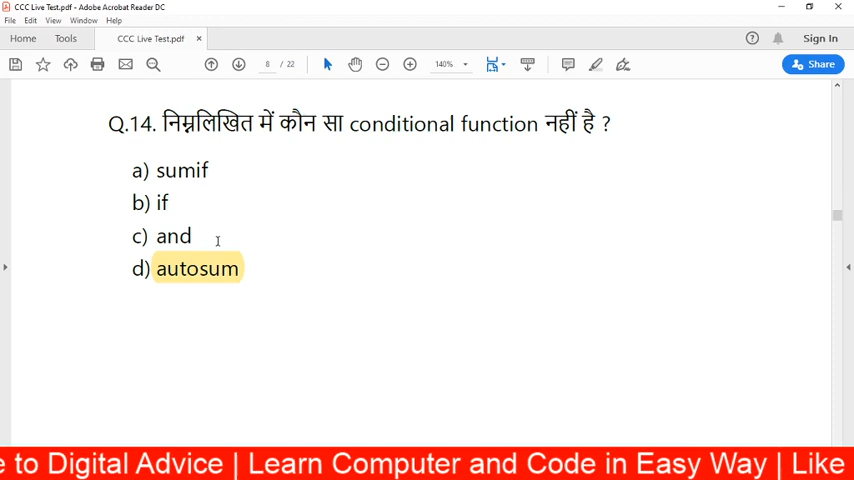 CCC Live Test.pdf - Adobe Acrobat Reader DC
File Edit View Window Help
Home Tools CCC Live Test.pdf × Sign In
8 / 22 140% Share
Q.14. निम्नलिखित में कौन सा conditional function नहीं है ?
a) sumif
b) if
c) and
d) autosum
e to Digital Advice | Learn Computer and Code in Easy Way | Like